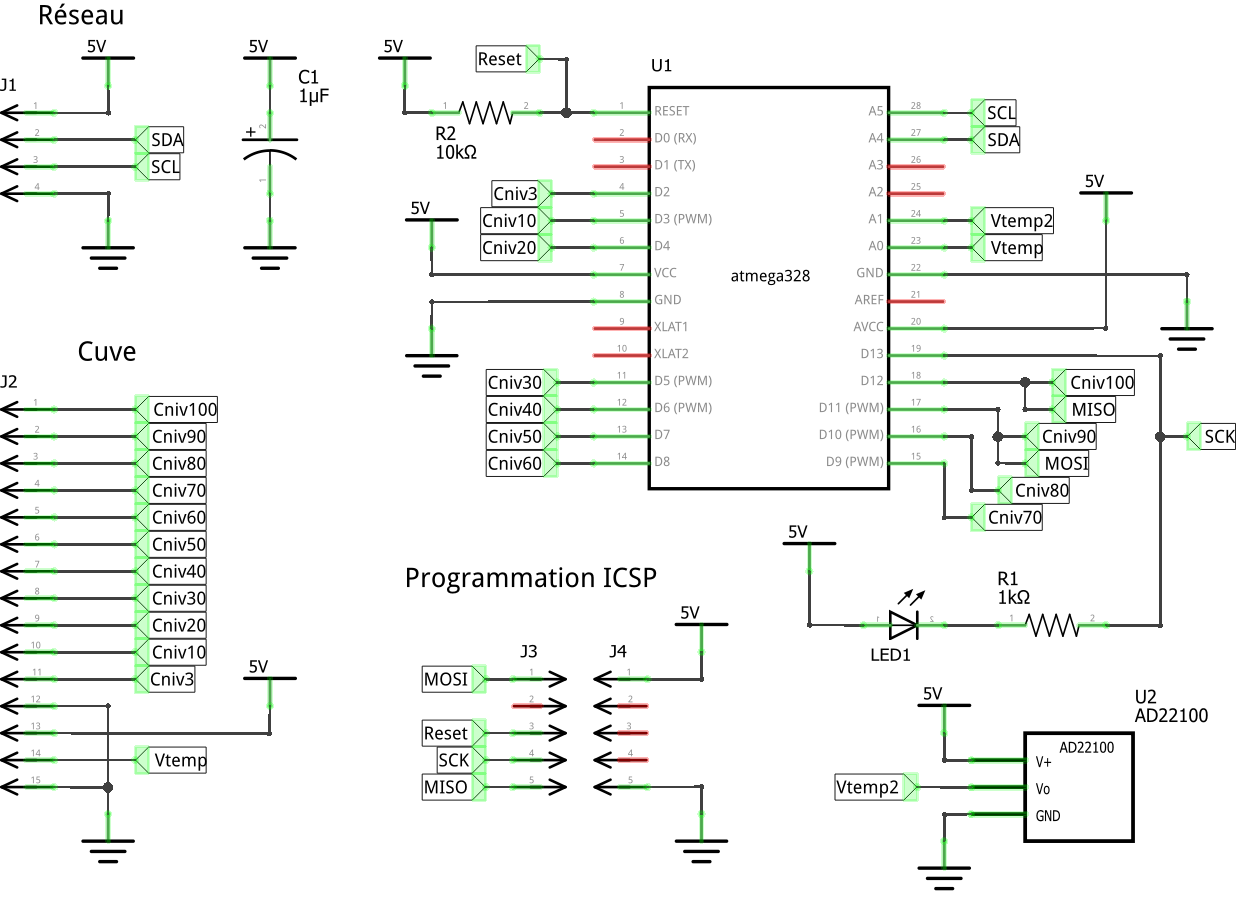 Réseau
5V
J1
1
2
SDA
3
SCL
4
5V
C1
1µF
+
2
1
5V
Reset
1
2
R2
10kΩ
U1
atmega328
1 RESET
2 D0 (RX)
3 D1 (TX)
Cniv3 4 D2
Cniv10 5 D3 (PWM)
Cniv20 6 D4
5V
7 VCC
8 GND
9 XLAT1
10 XLAT2
Cniv30 11 D5 (PWM)
Cniv40 12 D6 (PWM)
Cniv50 13 D7
Cniv60 14 D8
A5 28 SCL
A4 27 SDA
A3 26
A2 25
A1 24 Vtemp2
A0 23 Vtemp
GND 22
AREF 21
AVCC 20
5V
D13 19
D12 18 Cniv100
MISO
D11 (PWM) 17
Cniv90
MOSI
D10 (PWM) 16
Cniv80
D9 (PWM) 15
Cniv70
SCK
Cuve
J2
1 Cniv100
2 Cniv90
3 Cniv80
4 Cniv70
5 Cniv60
6 Cniv50
7 Cniv40
8 Cniv30
9 Cniv20
10 Cniv10
11 Cniv3
12
13
5V
14 Vtemp
15
Programmation ICSP
J3
MOSI 1
2
Reset 3
SCK 4
MISO 5
J4
5V
1
2
3
4
5
5V
1
2
LED1
R1
1kΩ
1
2
5V
U2
AD22100
AD22100
V+
Vtemp2
Vo
GND